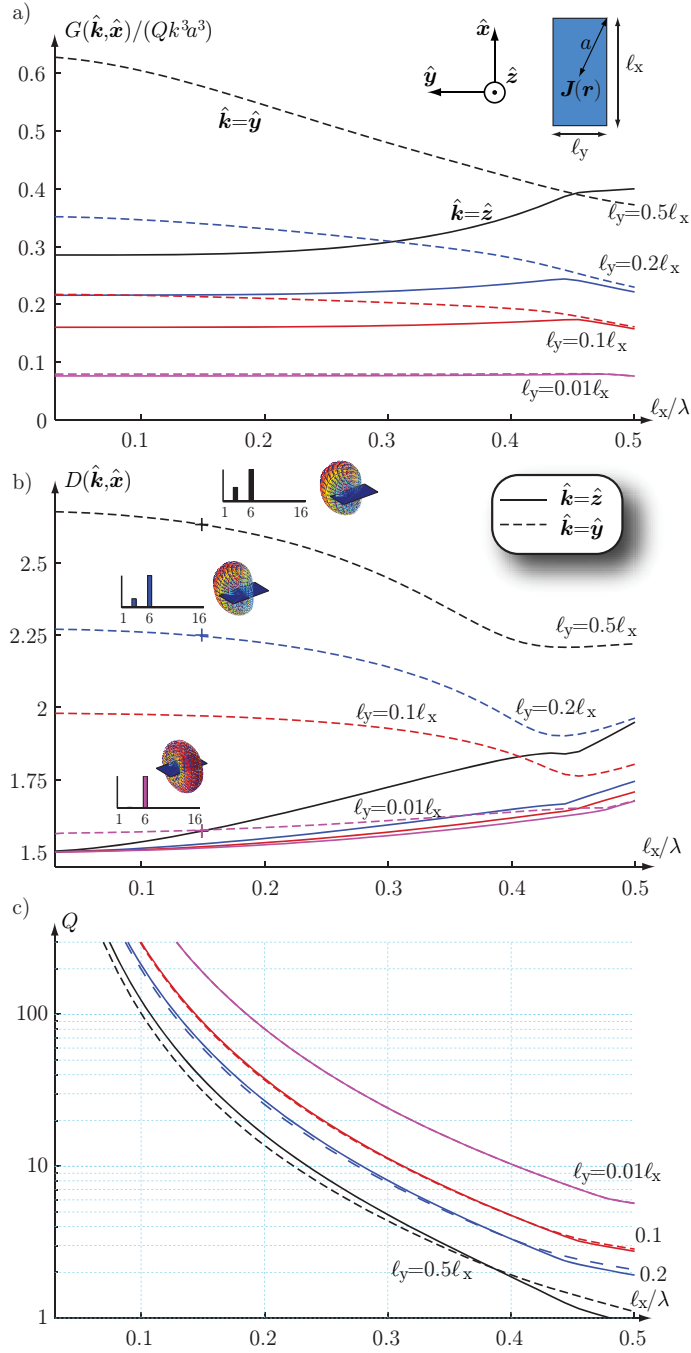 a)
G(k̂,x̂)/(Qk³a³)
0.6
0.5
0.4
0.3
0.2
0.1
0
x̂
ŷ
ẑ
a
J(r)
ℓx
ℓy
k̂=ŷ
k̂=ẑ
ℓy=0.5ℓx
ℓy=0.2ℓx
ℓy=0.1ℓx
ℓy=0.01ℓx
ℓx/λ
0.1
0.2
0.3
0.4
0.5
b)
D(k̂,x̂)
1 6 16
k̂=ẑ
k̂=ŷ
2.5
1 6 16
2.25
ℓy=0.5ℓx
2
ℓy=0.1ℓx
ℓy=0.2ℓx
1.75
1 6 16
ℓy=0.01ℓx
1.5
ℓx/λ
0.1
0.2
0.3
0.4
0.5
c)
Q
100
10
1
ℓy=0.01ℓx
0.1
0.2
ℓy=0.5ℓx
ℓx/λ
0.1
0.2
0.3
0.4
0.5